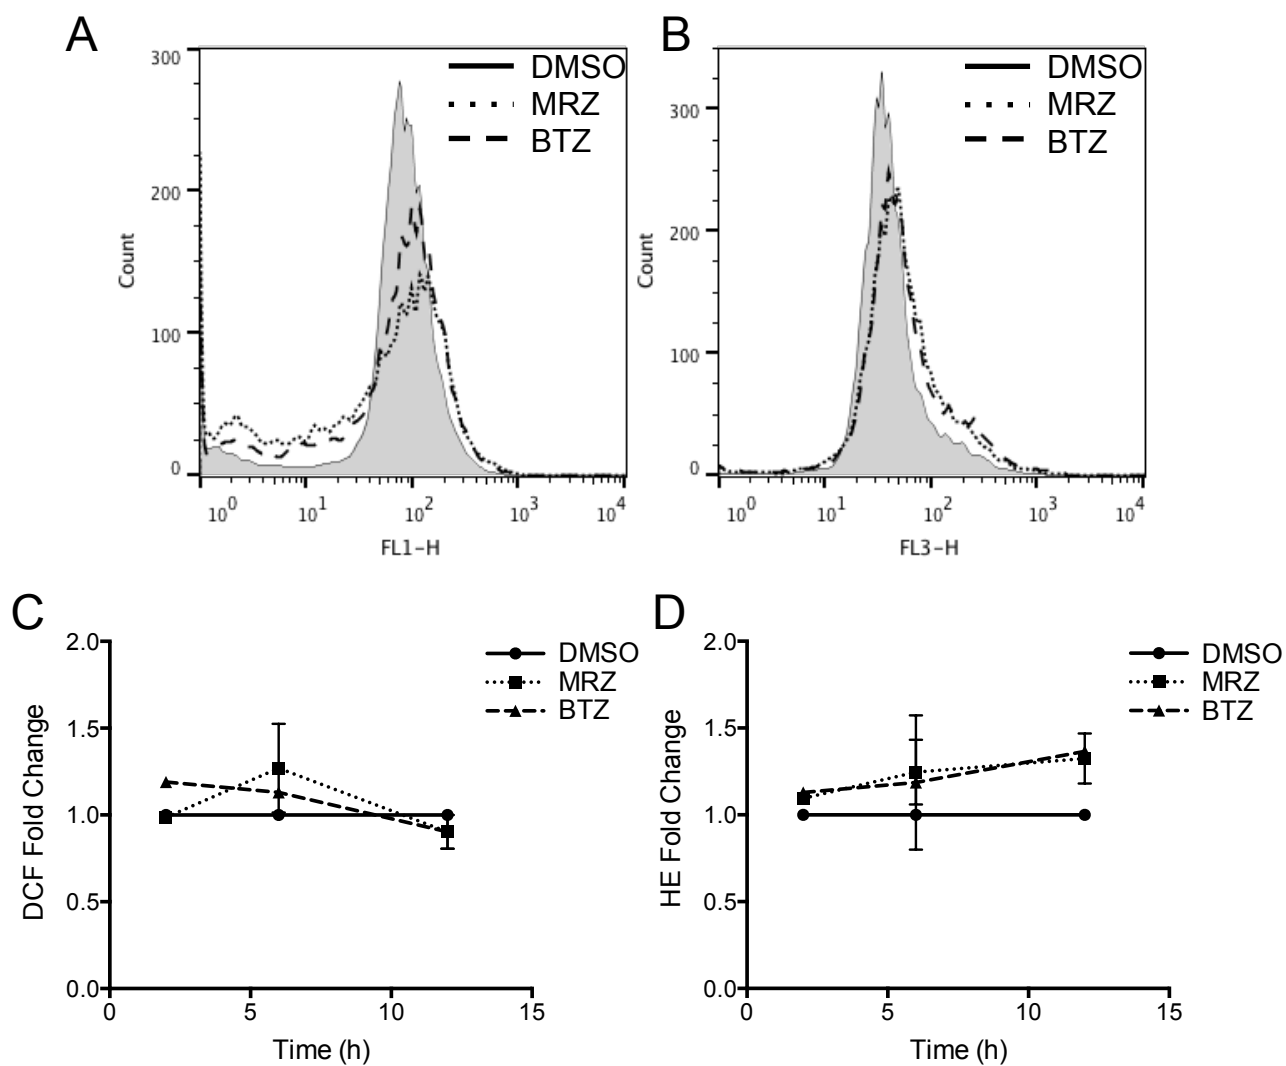 A
300
200
100
0
Count
10^0 10^1 10^2 10^3 10^4
FL1-H
DMSO
MRZ
BTZ
B
300
200
100
0
Count
10^0 10^1 10^2 10^3 10^4
FL3-H
DMSO
MRZ
BTZ
C
2.0
1.5
1.0
0.5
0.0
DCF Fold Change
0 5 10 15
Time (h)
DMSO
MRZ
BTZ
D
2.0
1.5
1.0
0.5
0.0
HE Fold Change
0 5 10 15
Time (h)
DMSO
MRZ
BTZ